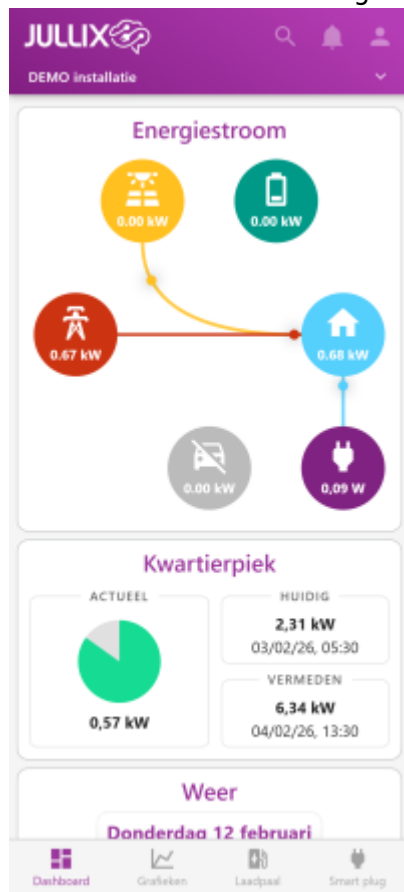 JULLIX
DEMO installatie
Energiestroom
0.00 kW
0.00 kW
0.67 kW
0.68 kW
0.00 kW
0,09 W
Kwartierpiek
ACTUEEL
0,57 kW
HUIDIG
2,31 kW
03/02/26, 05:30
VERMEDEN
6,34 kW
04/02/26, 13:30
Weer
Donderdag 12 februari
Dashboard
Grafieken
Laadpaal
Smart plug